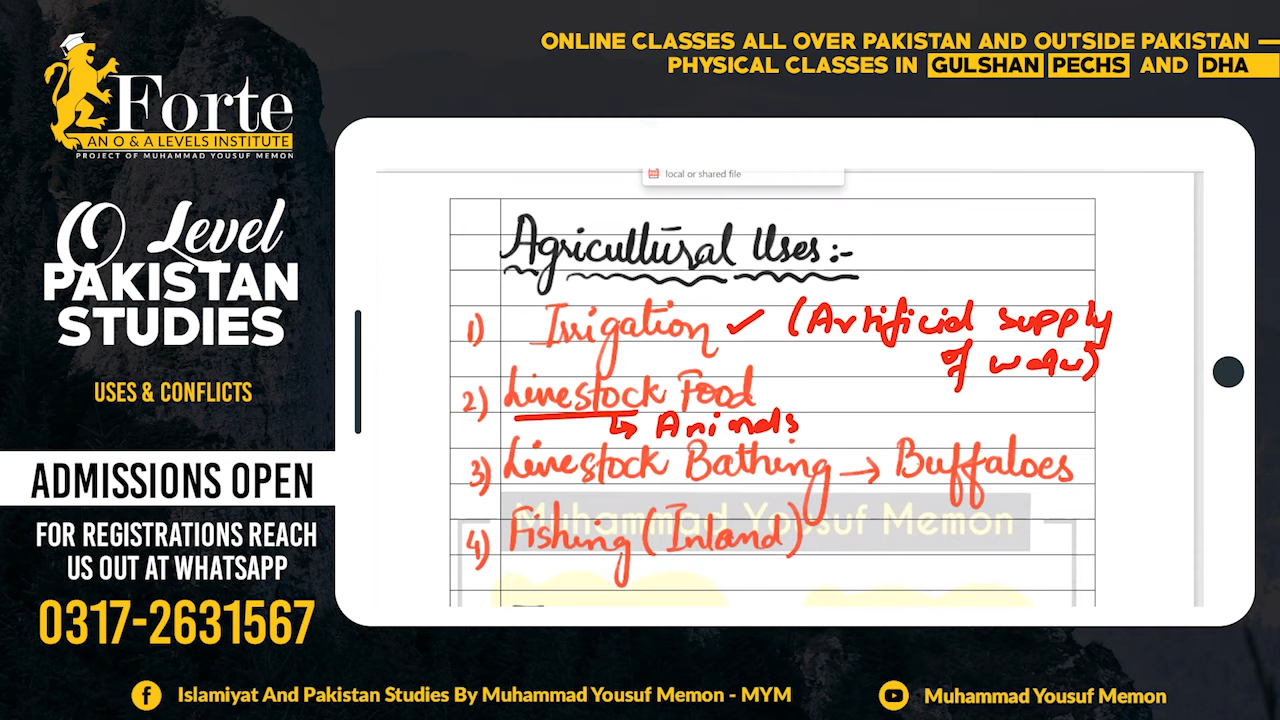 Forte
AN O & A LEVELS INSTITUTE
PROJECT OF MUHAMMAD YOUSUF MEMON
O Level
PAKISTAN
STUDIES
USES & CONFLICTS
ADMISSIONS OPEN
FOR REGISTRATIONS REACH
US OUT AT WHATSAPP
0317-2631567
ONLINE CLASSES ALL OVER PAKISTAN AND OUTSIDE PAKISTAN
PHYSICAL CLASSES IN GULSHAN PECHS AND DHA
local or shared file
Agricultural Uses:-
1) Irrigation ✓ (Artificial supply
of water)
2) Livestock Food
↳ Animals
3) Livestock Bathing → Buffaloes
Muhammad Yousuf Memon
4) Fishing (Inland)
Islamiyat And Pakistan Studies By Muhammad Yousuf Memon - MYM
Muhammad Yousuf Memon